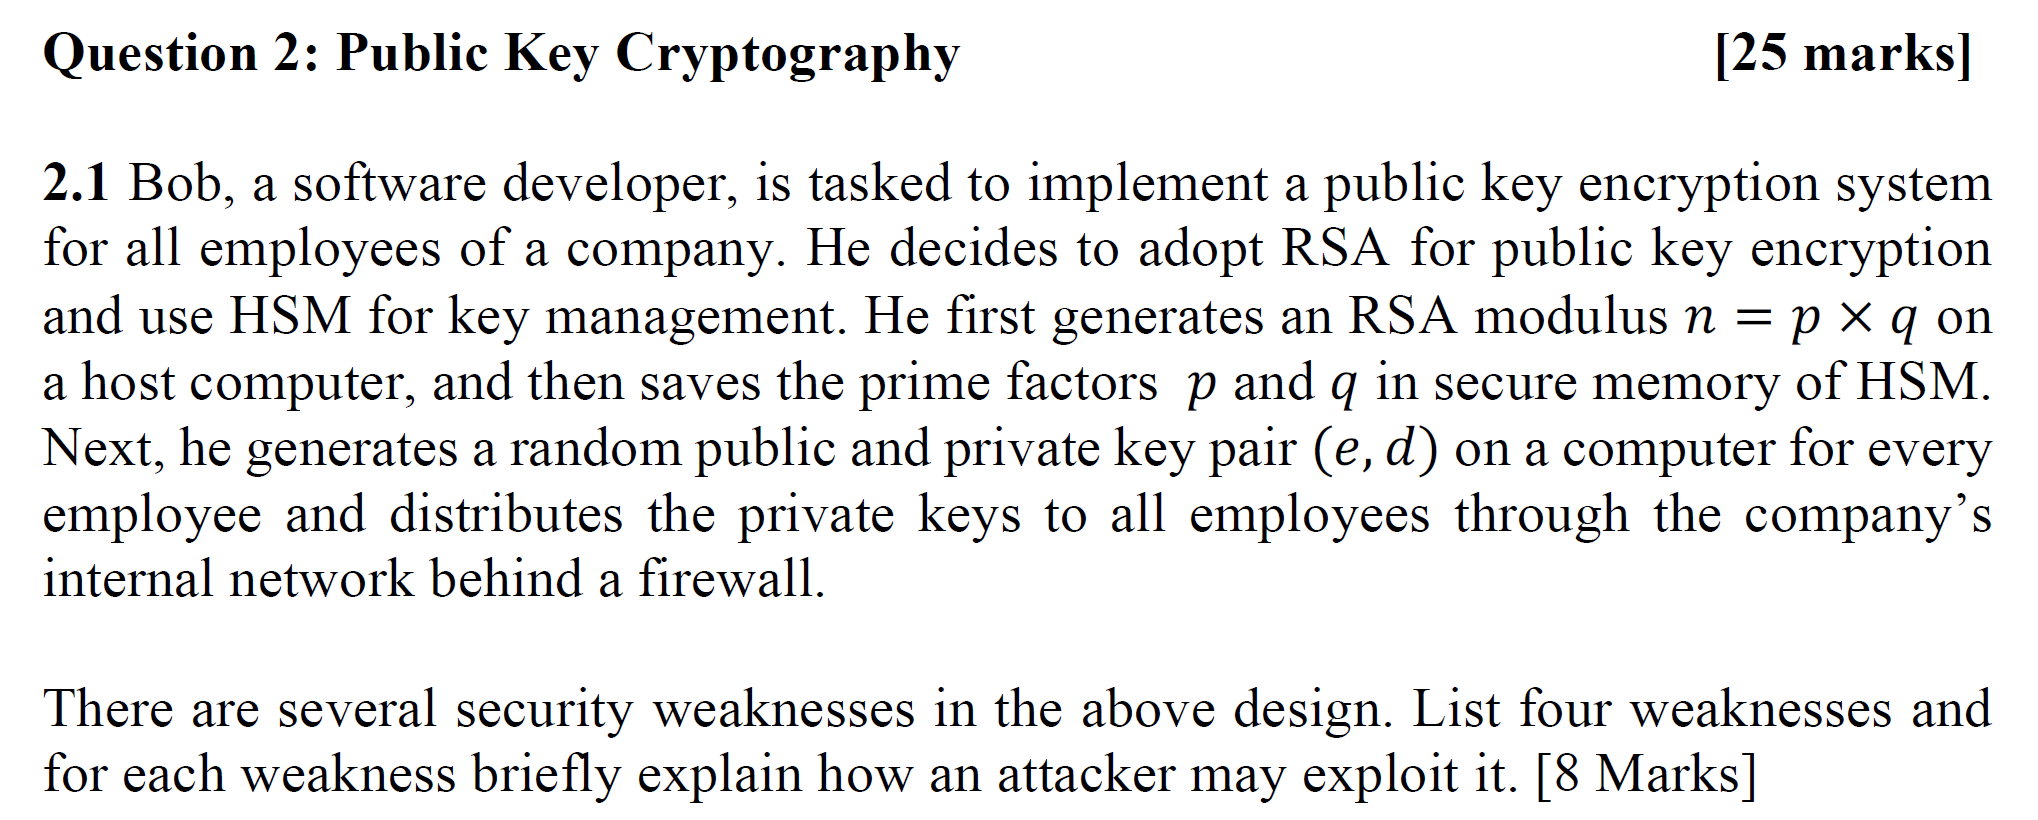 Question 2: Public Key Cryptography [25 marks]
2.1 Bob, a software developer, is tasked to implement a public key encryption system
for all employees of a company. He decides to adopt RSA for public key encryption
and use HSM for key management. He first generates an RSA modulus n = p × q on
a host computer, and then saves the prime factors p and q in secure memory of HSM.
Next, he generates a random public and private key pair (e, d) on a computer for every
employee and distributes the private keys to all employees through the company’s
internal network behind a firewall.
There are several security weaknesses in the above design. List four weaknesses and
for each weakness briefly explain how an attacker may exploit it. [8 Marks]